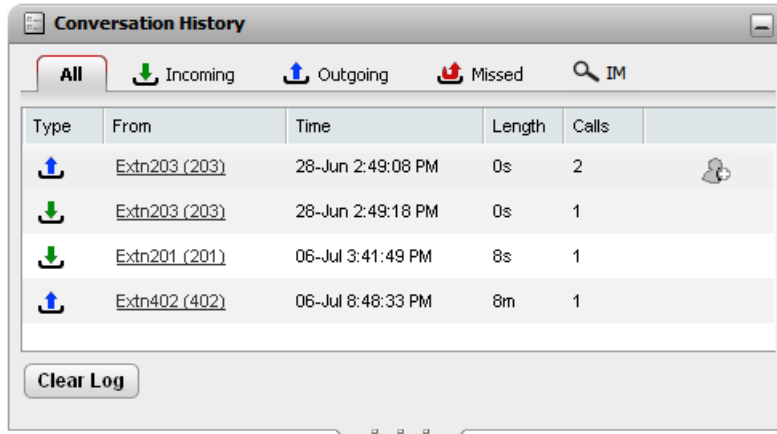 Conversation History
All Incoming Outgoing Missed IM
Type From Time Length Calls
Extn203 (203) 28-Jun 2:49:08 PM 0s 2
Extn203 (203) 28-Jun 2:49:18 PM 0s 1
Extn201 (201) 06-Jul 3:41:49 PM 8s 1
Extn402 (402) 06-Jul 8:48:33 PM 8m 1
Clear Log